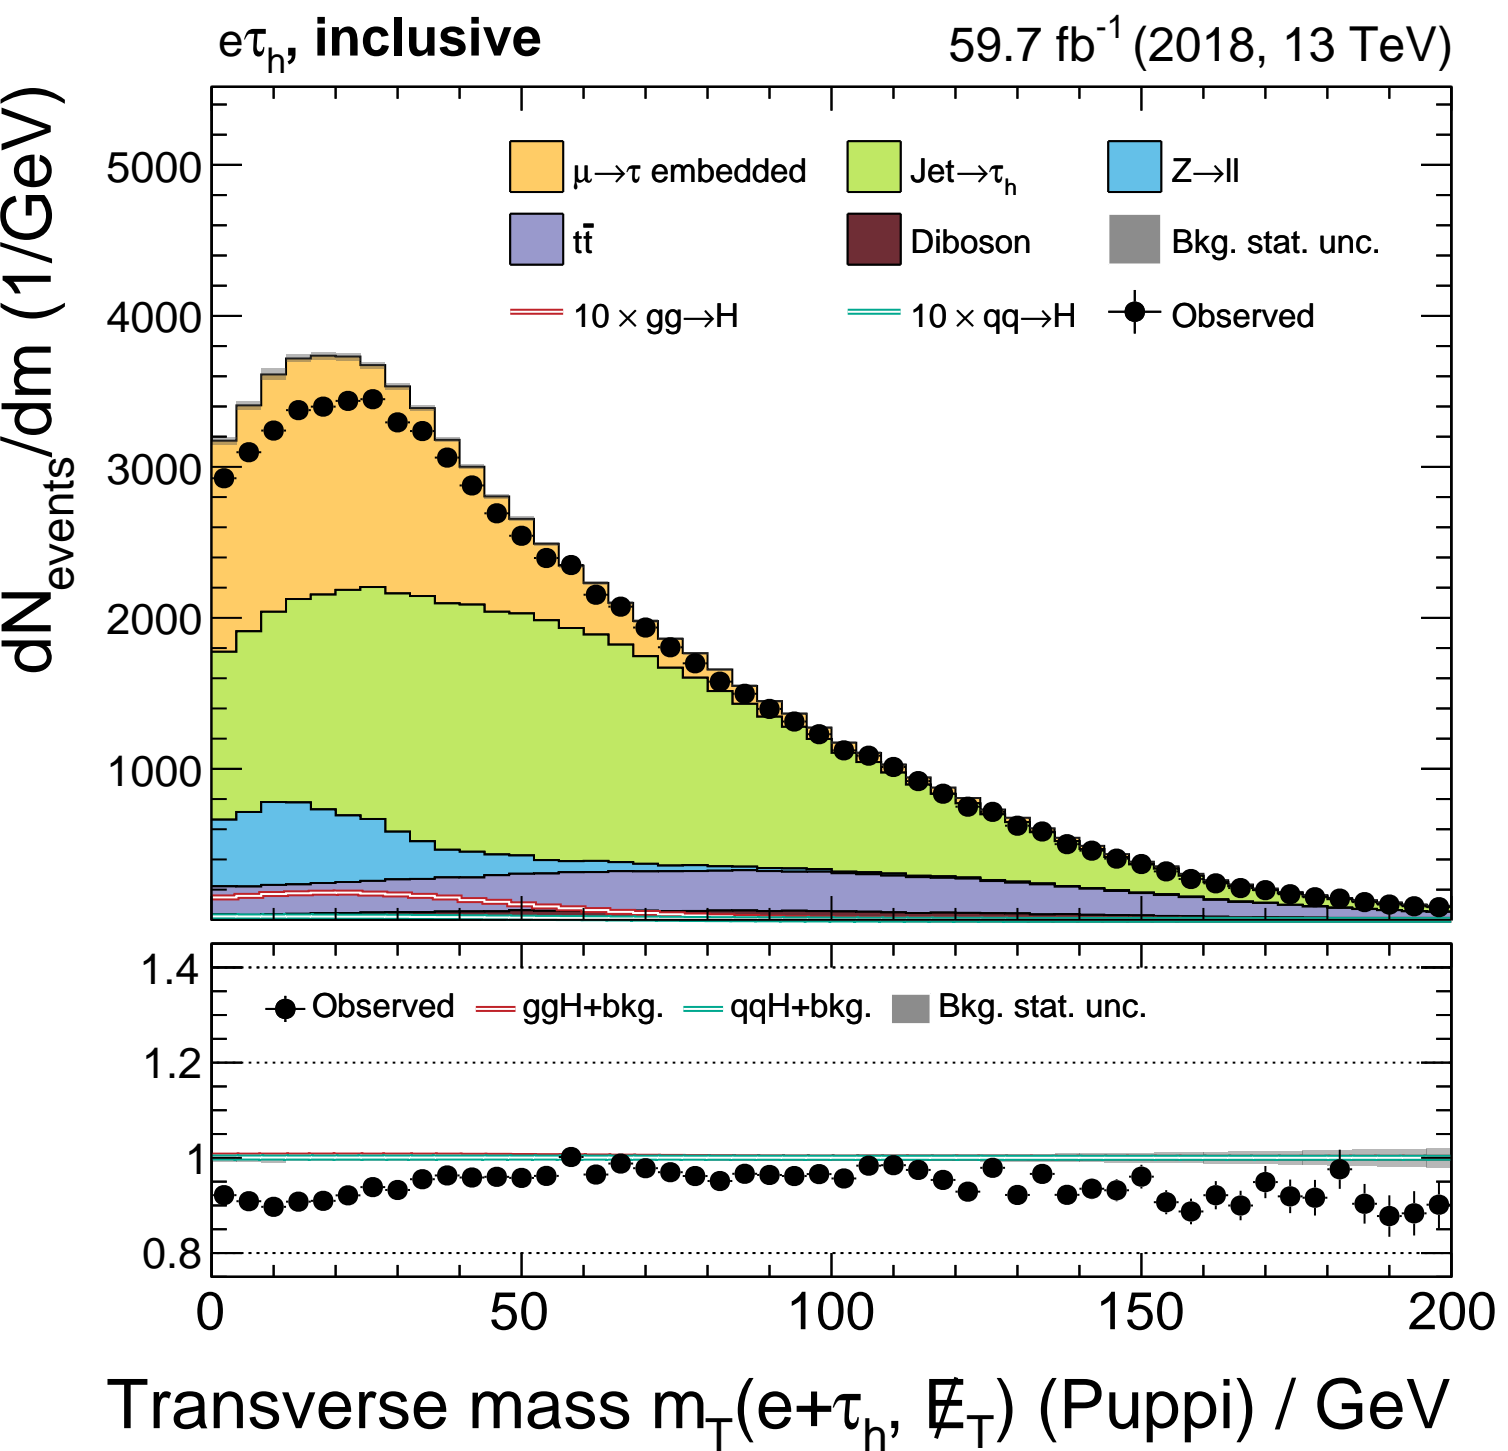 eτh, inclusive 59.7 fb-1 (2018, 13 TeV)
dNevents/dm (1/GeV)
5000
4000
3000
2000
1000
μ→τ embedded Jet→τh Z→ll
tt̄ Diboson Bkg. stat. unc.
10 × gg→H 10 × qq→H Observed
1.4
1.2
1
0.8
Observed ggH+bkg. qqH+bkg. Bkg. stat. unc.
0 50 100 150 200
Transverse mass mT(e+τh, E̸T) (Puppi) / GeV